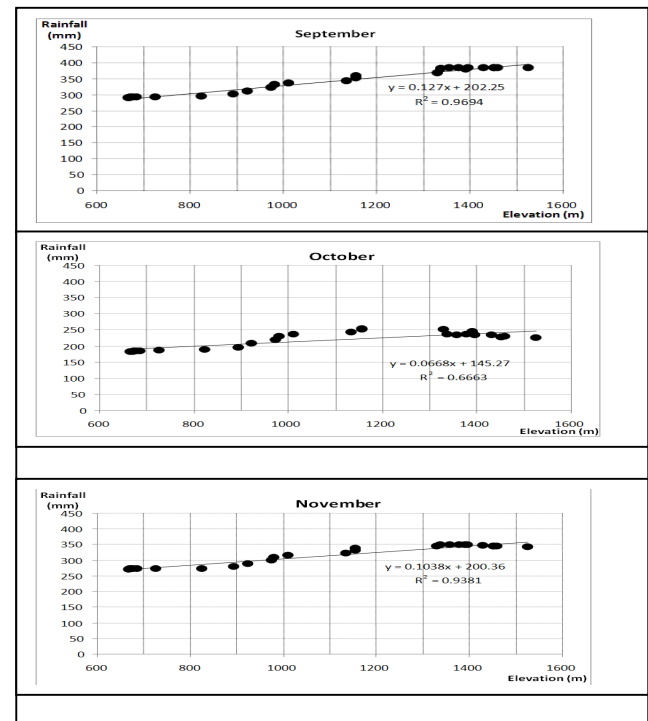 Rainfall
(mm)
September
450
400
350
300
250
200
150
100
50
0
y = 0.127x + 202.25
R² = 0.9694
600 800 1000 1200 1400 1600
Elevation (m)
Rainfall
(mm)
October
450
400
350
300
250
200
150
100
50
0
y = 0.0668x + 145.27
R² = 0.6663
600 800 1000 1200 1400 1600
Elevation (m)
Rainfall
(mm)
November
450
400
350
300
250
200
150
100
50
0
y = 0.1038x + 200.36
R² = 0.9381
600 800 1000 1200 1400 1600
Elevation (m)